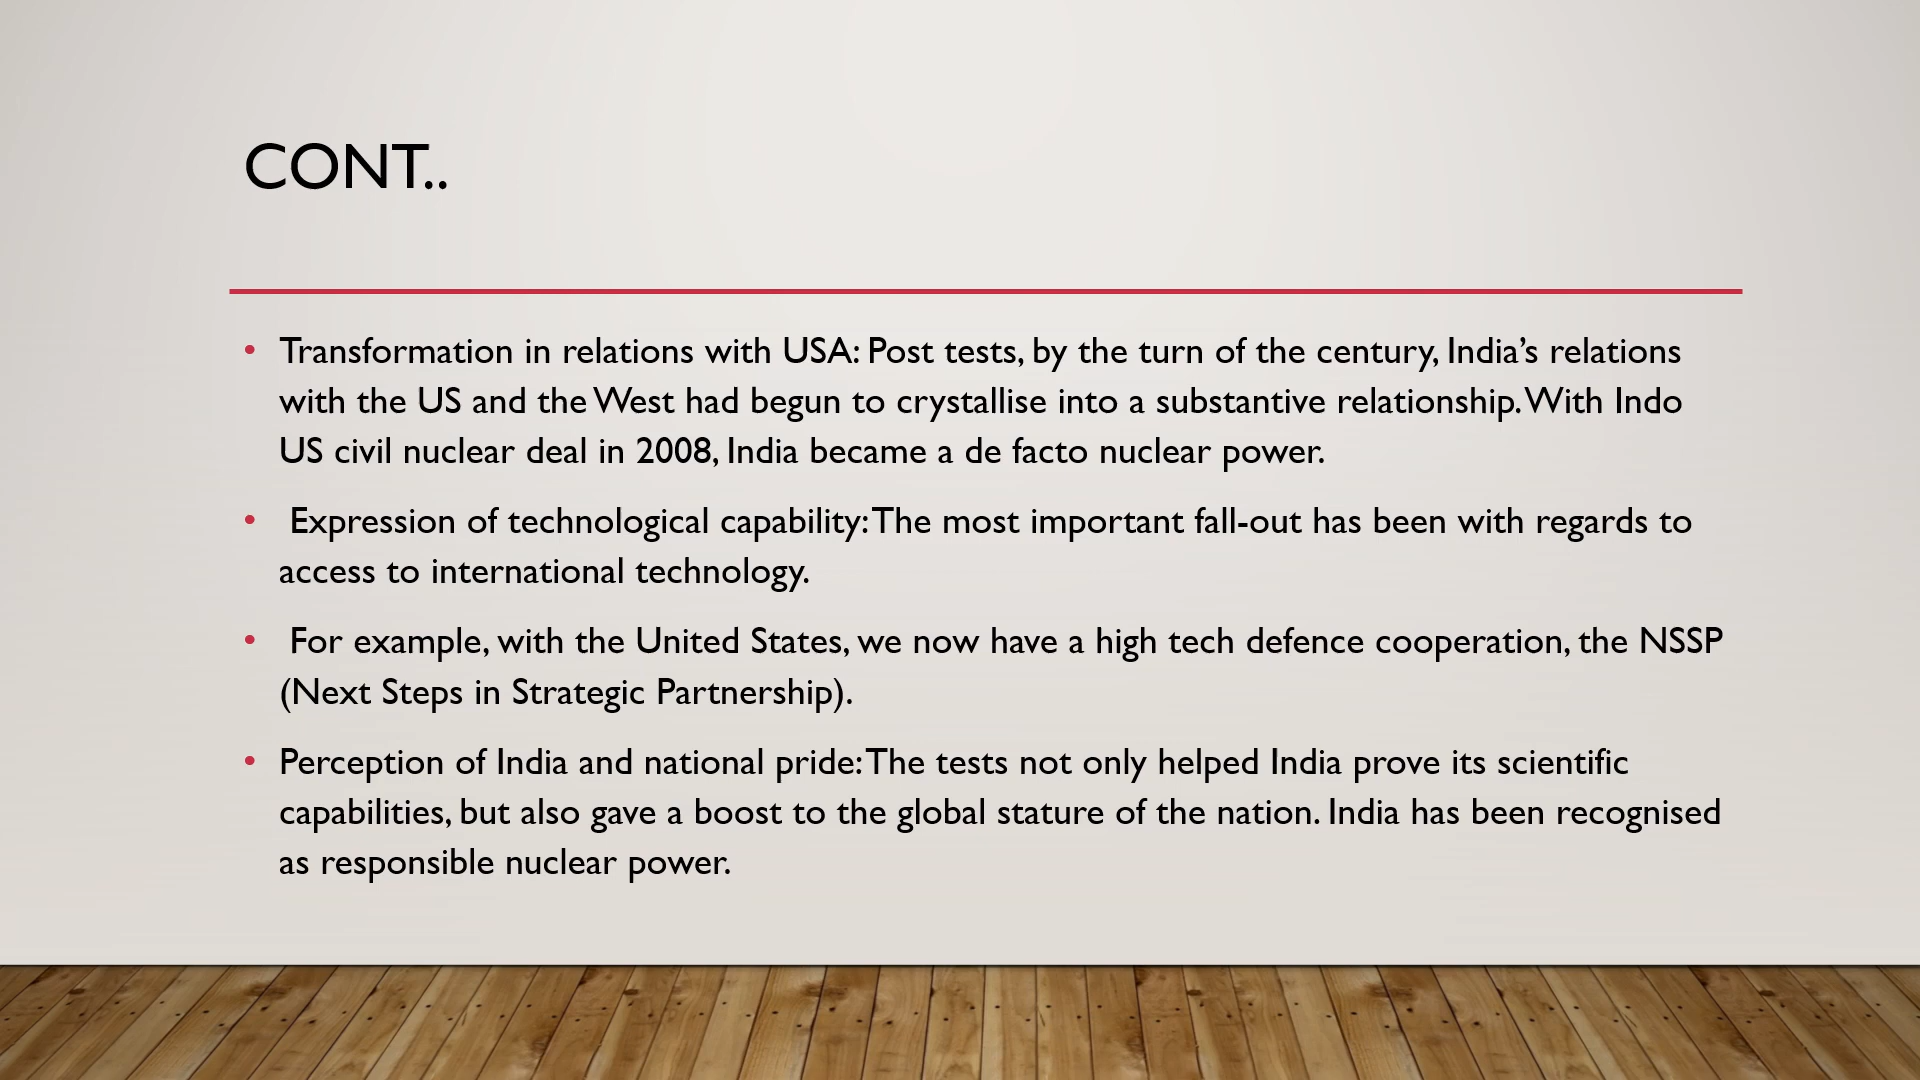 CONT..
• Transformation in relations with USA: Post tests, by the turn of the century, India’s relations
with the US and the West had begun to crystallise into a substantive relationship. With Indo
US civil nuclear deal in 2008, India became a de facto nuclear power.
• Expression of technological capability: The most important fall-out has been with regards to
access to international technology.
• For example, with the United States, we now have a high tech defence cooperation, the NSSP
(Next Steps in Strategic Partnership).
• Perception of India and national pride: The tests not only helped India prove its scientific
capabilities, but also gave a boost to the global stature of the nation. India has been recognised
as responsible nuclear power.